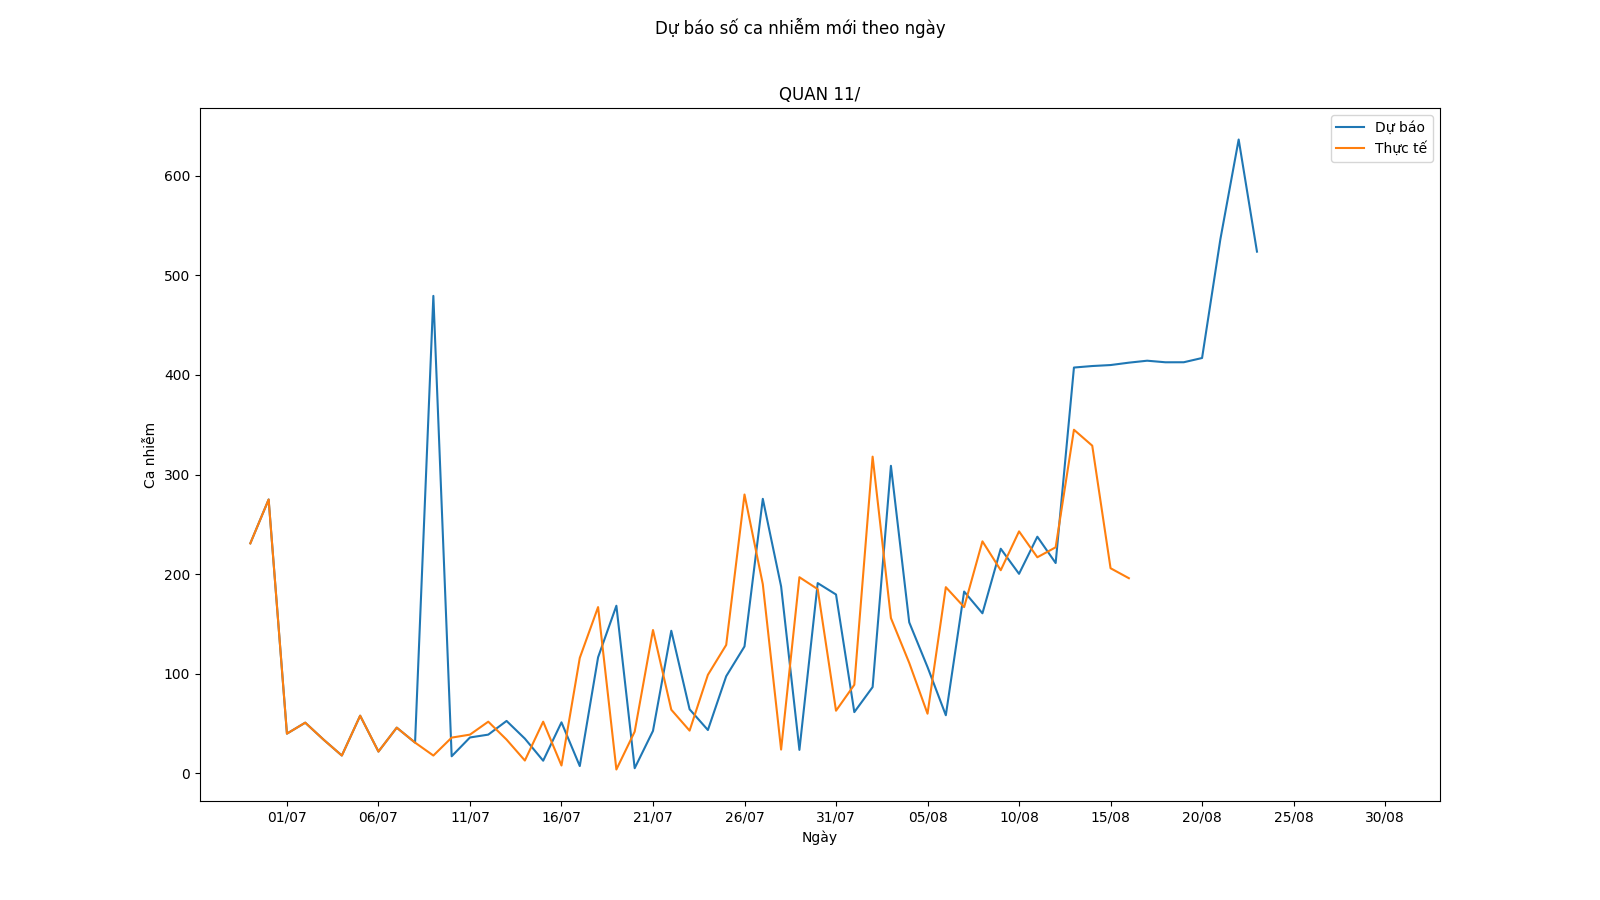 Dự báo số ca nhiễm mới theo ngày
QUAN 11/
Dự báo
Thực tế
600
500
400
300
200
100
0
Ca nhiễm
01/07 06/07 11/07 16/07 21/07 26/07 31/07 05/08 10/08 15/08 20/08 25/08 30/08
Ngày